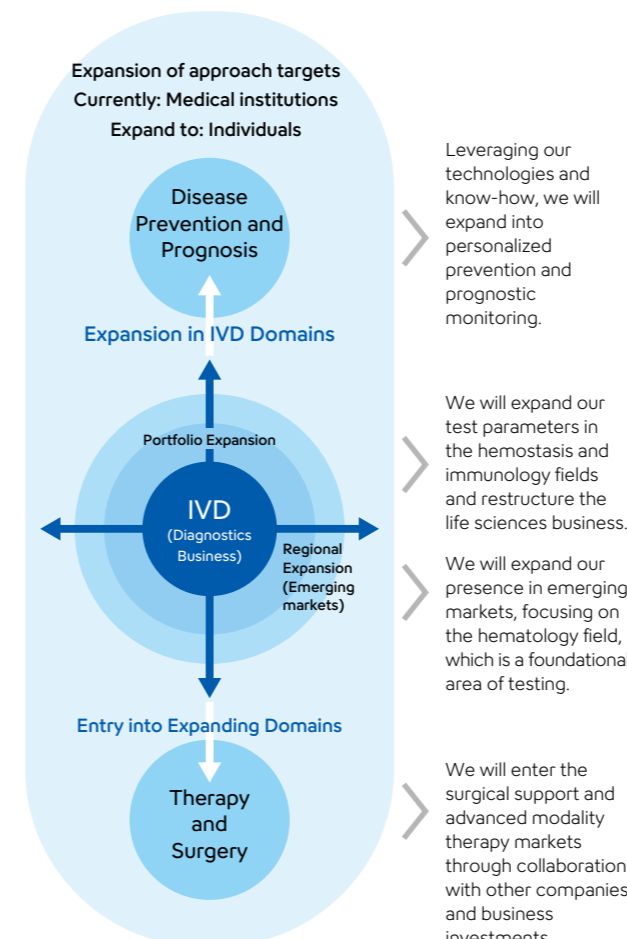 Expansion of approach targets
Currently: Medical institutions
Expand to: Individuals
Disease
Prevention and
Prognosis
Leveraging our
technologies and
know-how, we will
expand into
personalized
prevention and
prognostic
monitoring.
Expansion in IVD Domains
Portfolio Expansion
IVD
(Diagnostics
Business)
Regional
Expansion
(Emerging
markets)
We will expand our
test parameters in
the hemostasis and
immunology fields
and restructure the
life sciences business.
We will expand our
presence in emerging
markets, focusing on
the hematology field,
which is a foundational
area of testing.
Entry into Expanding Domains
Therapy
and
Surgery
We will enter the
surgical support and
advanced modality
therapy markets
through collaboration
with other companies
and business
investments